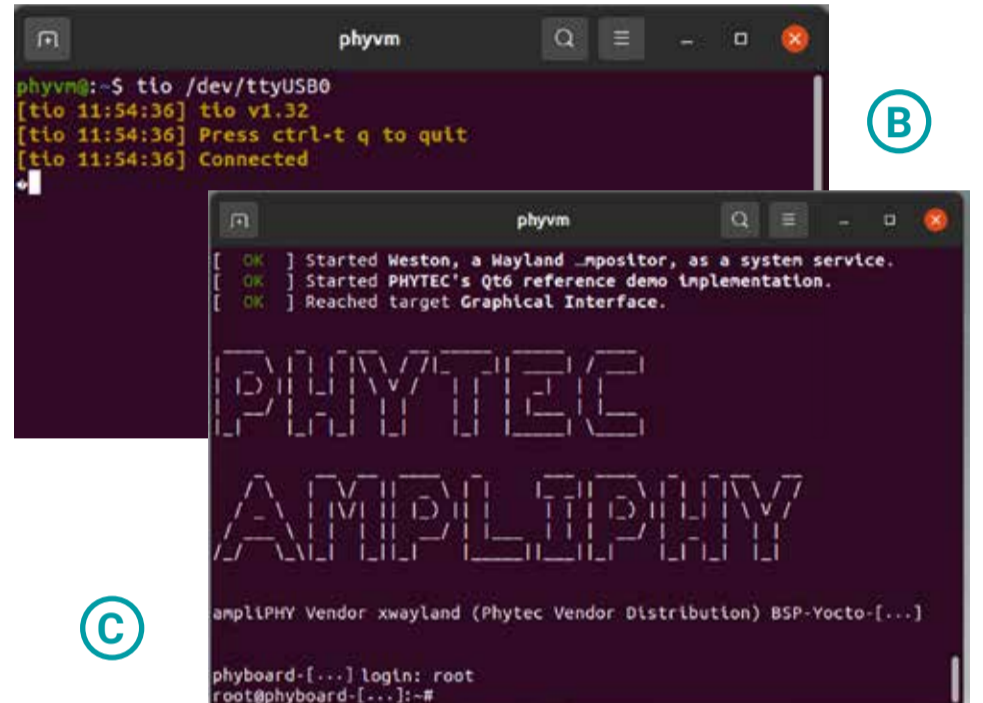 phyvm
phyvm@:~$ tio /dev/ttyUSB0
[tio 11:54:36] tio v1.32
[tio 11:54:36] Press ctrl-t q to quit
[tio 11:54:36] Connected
B
phyvm
[  OK  ] Started Weston, a Wayland …mpositor, as a system service.
[  OK  ] Started PHYTEC's Qt6 reference demo implementation.
[  OK  ] Reached target Graphical Interface.
PHYTEC
AMPLIPHY
ampliPHY Vendor xwayland (Phytec Vendor Distribution) BSP-Yocto-[...]
C
phyboard-[...] login: root
root@phyboard-[...]:~#